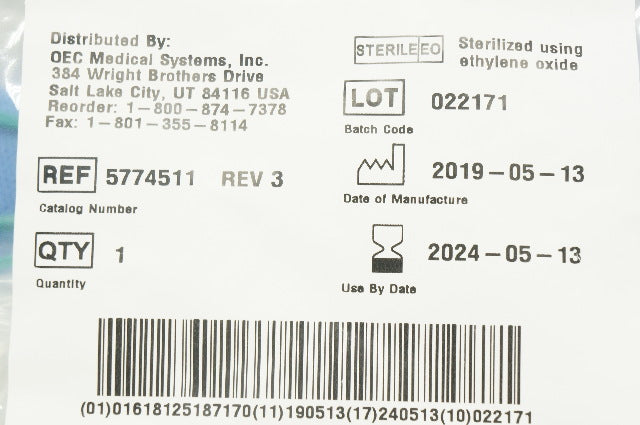 Distributed By:
OEC Medical Systems, Inc.
384 Wright Brothers Drive
Salt Lake City, UT 84116 USA
Reorder: 1-800-874-7378
Fax: 1-801-355-8114
STERILE EO Sterilized using
ethylene oxide
LOT 022171
Batch Code
REF 5774511 REV 3
Catalog Number
2019-05-13
Date of Manufacture
QTY 1
Quantity
2024-05-13
Use By Date
(01)01618125187170(11)190513(17)240513(10)022171